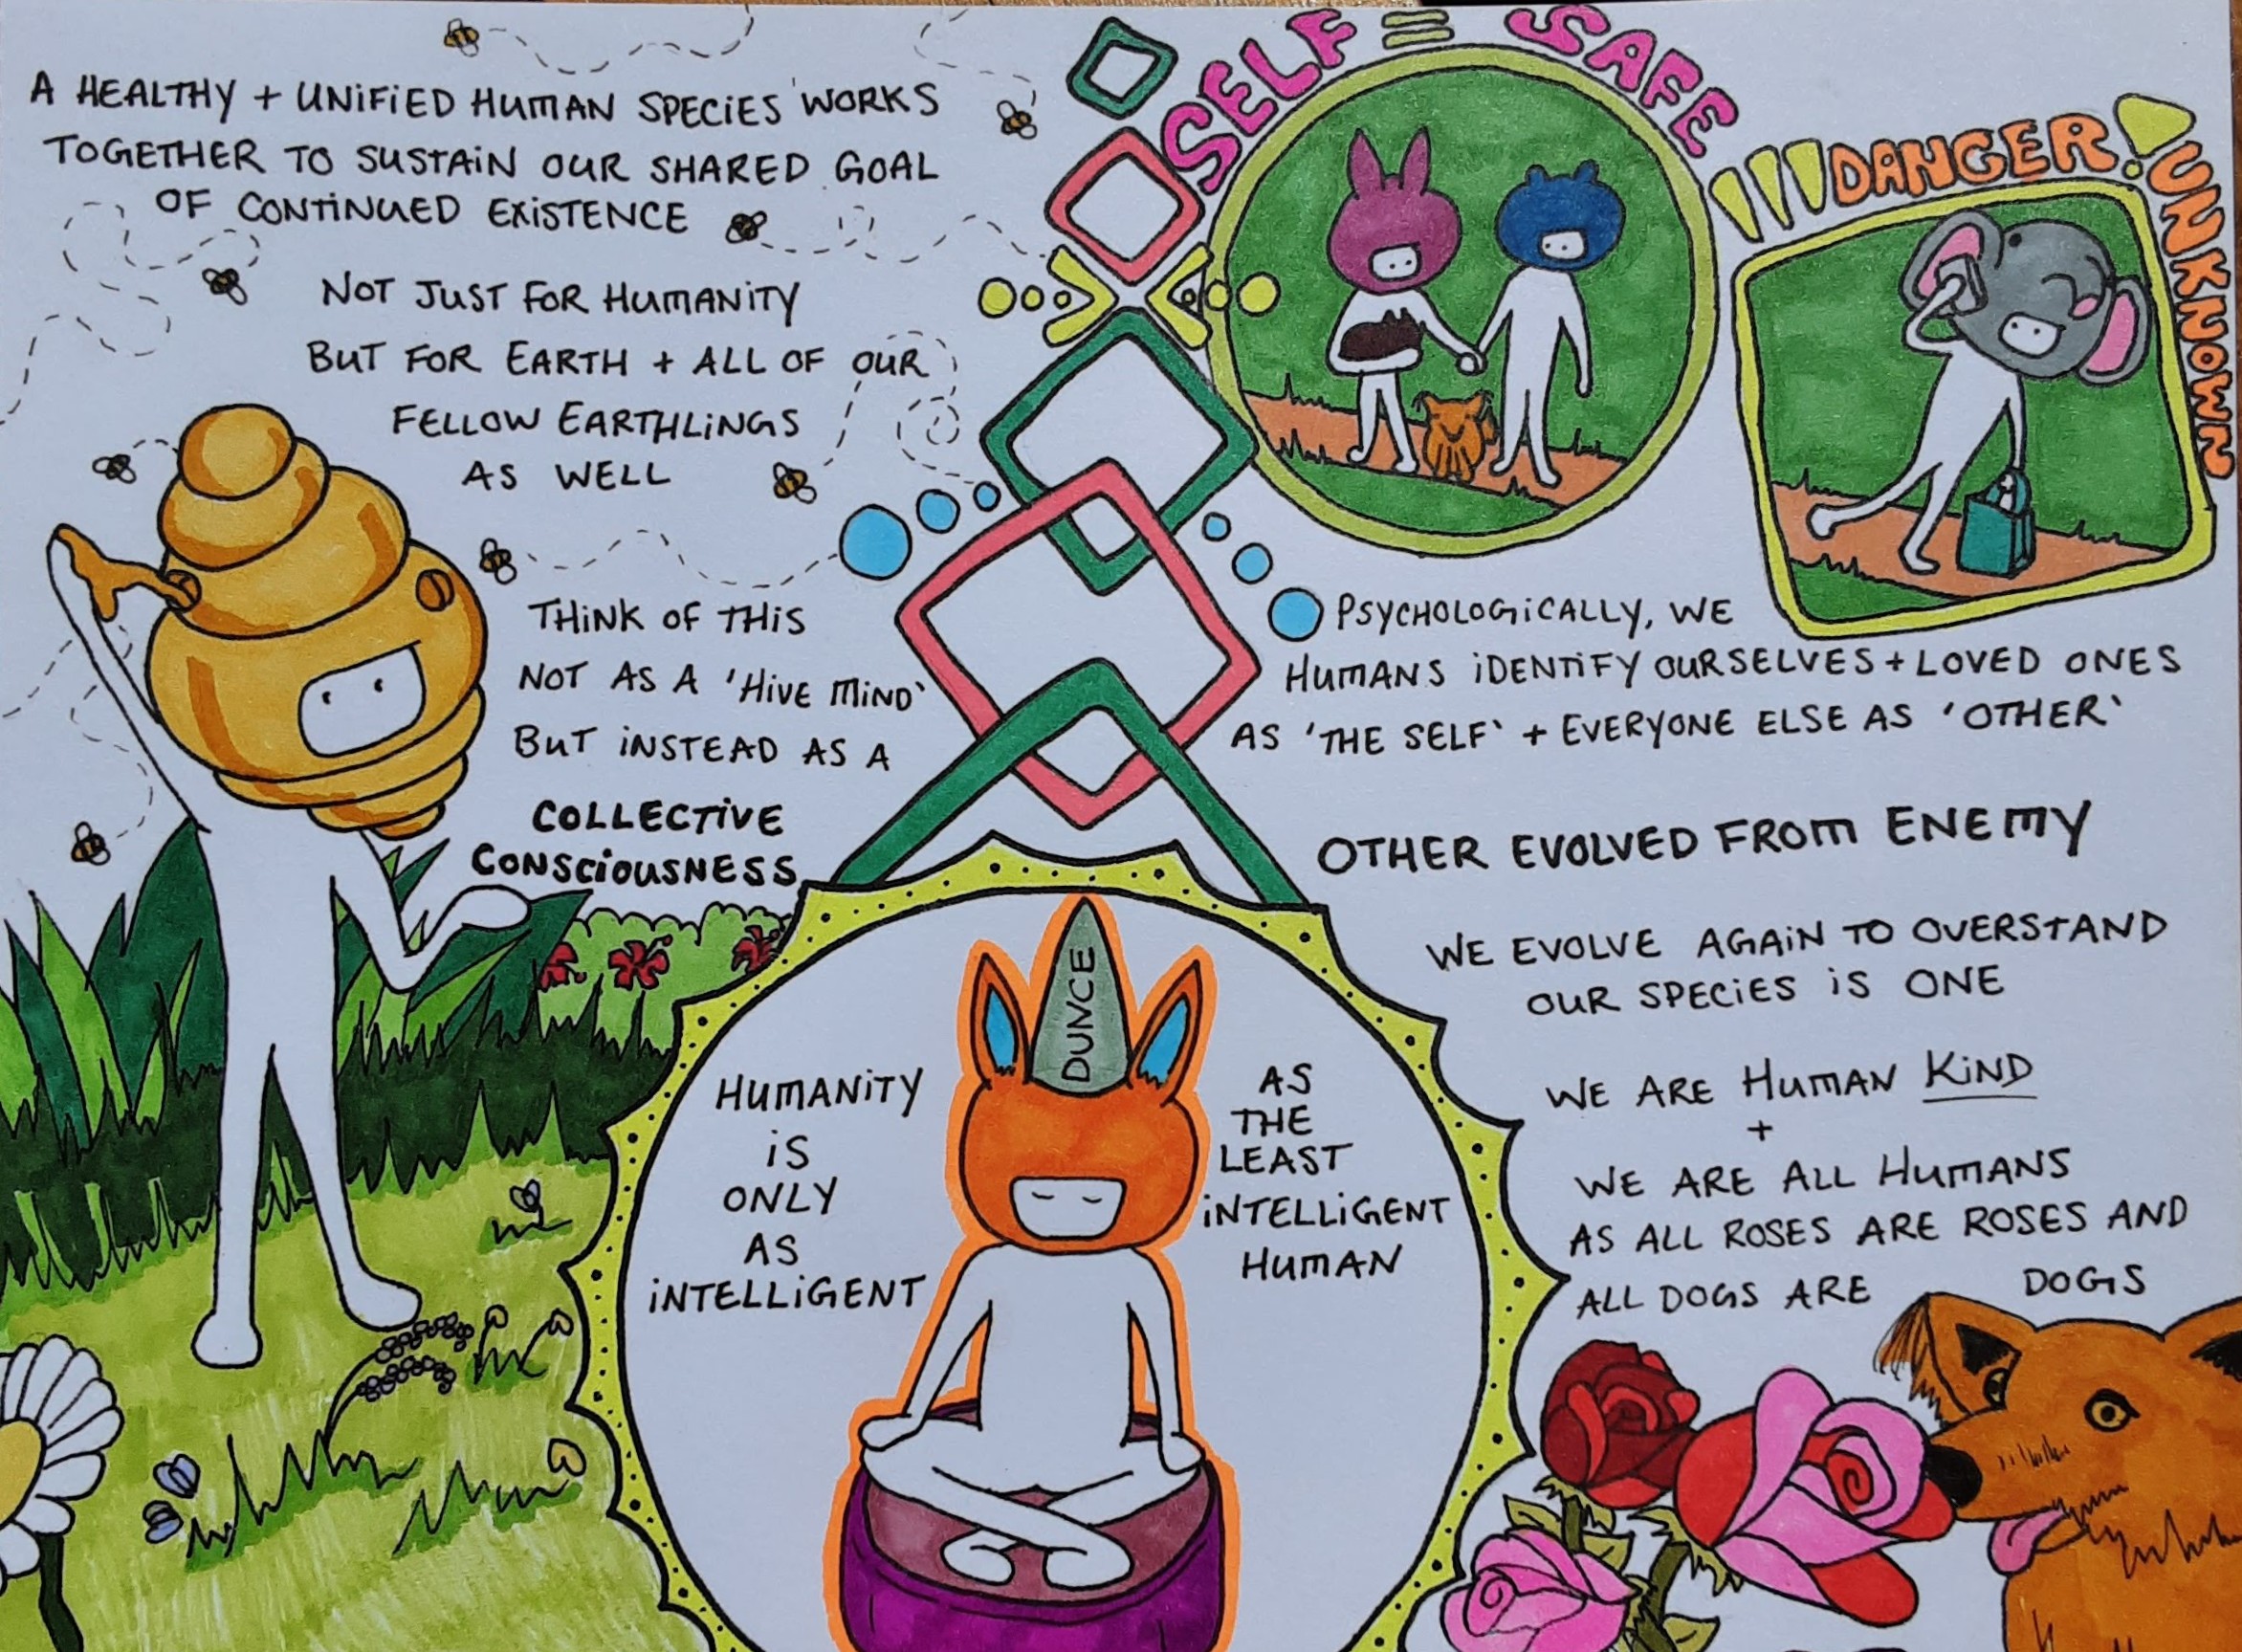 A HEALTHY + UNIFIED HUMAN SPECIES WORKS
TOGETHER TO SUSTAIN OUR SHARED GOAL
OF CONTINUED EXISTENCE
NOT JUST FOR HUMANITY
BUT FOR EARTH + ALL OF OUR
FELLOW EARTHLINGS
AS WELL
THINK OF THIS
NOT AS A 'HIVE MIND'
BUT INSTEAD AS A
COLLECTIVE
CONSCIOUSNESS
SELF = SAFE
!!! DANGER!
UNKNOWN
PSYCHOLOGICALLY, WE
HUMANS IDENTIFY OURSELVES + LOVED ONES
AS 'THE SELF' + EVERYONE ELSE AS 'OTHER'
OTHER EVOLVED FROM ENEMY
WE EVOLVE AGAIN TO OVERSTAND
OUR SPECIES IS ONE
WE ARE HUMAN KIND
+
WE ARE ALL HUMANS
AS ALL ROSES ARE ROSES AND
ALL DOGS ARE DOGS
DUNCE
HUMANITY
IS
ONLY
AS
INTELLIGENT
AS
THE
LEAST
INTELLIGENT
HUMAN